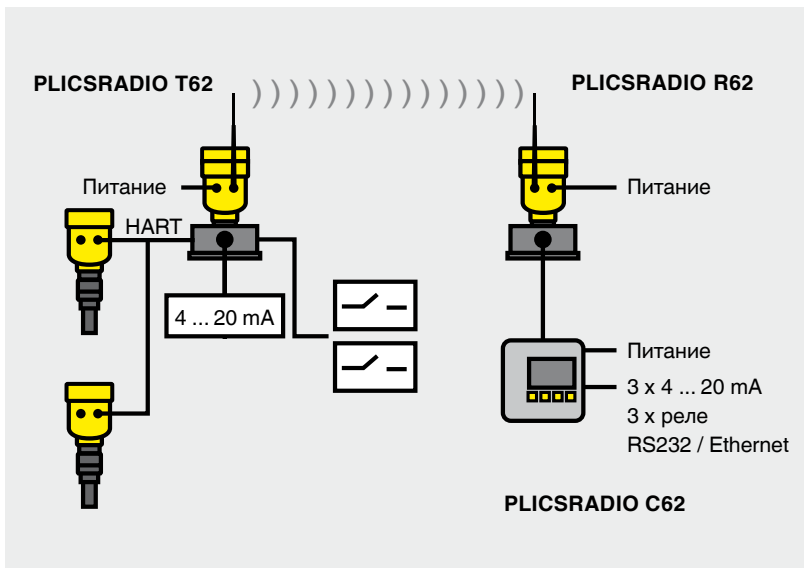 PLICSRADIO T62
PLICSRADIO R62
Питание
Питание
HART
4 ... 20 mA
Питание
3 x 4 ... 20 mA
3 x реле
RS232 / Ethernet
PLICSRADIO C62